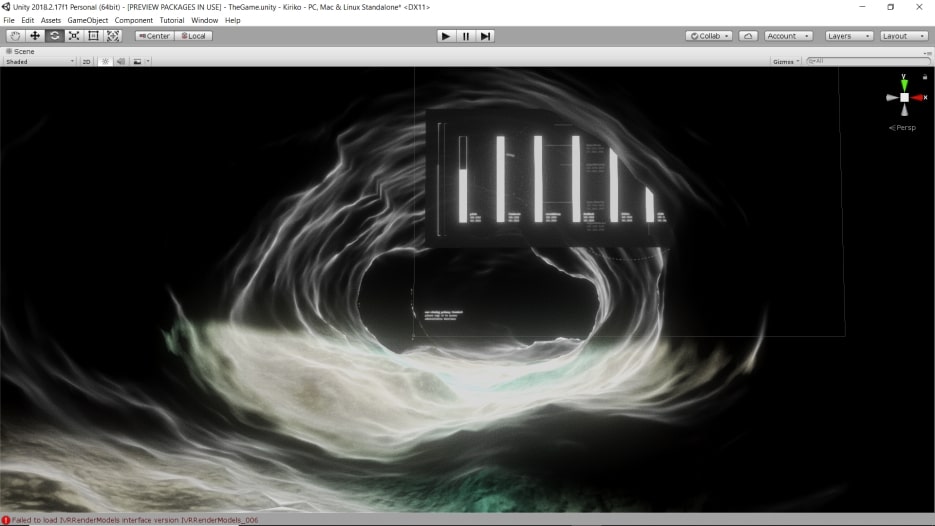 Unity 2018.2.17f1 Personal (64bit) - [PREVIEW PACKAGES IN USE] - TheGame.unity - Kiriko - PC, Mac & Linux Standalone* <DX11>
File Edit Assets GameObject Component Tutorial Window Help
Center Local Collab Account Layers Layout
Scene
Shaded 2D Gizmos All
y
x
Persp
Failed to load IVRRenderModels interface version IVRRenderModels_006